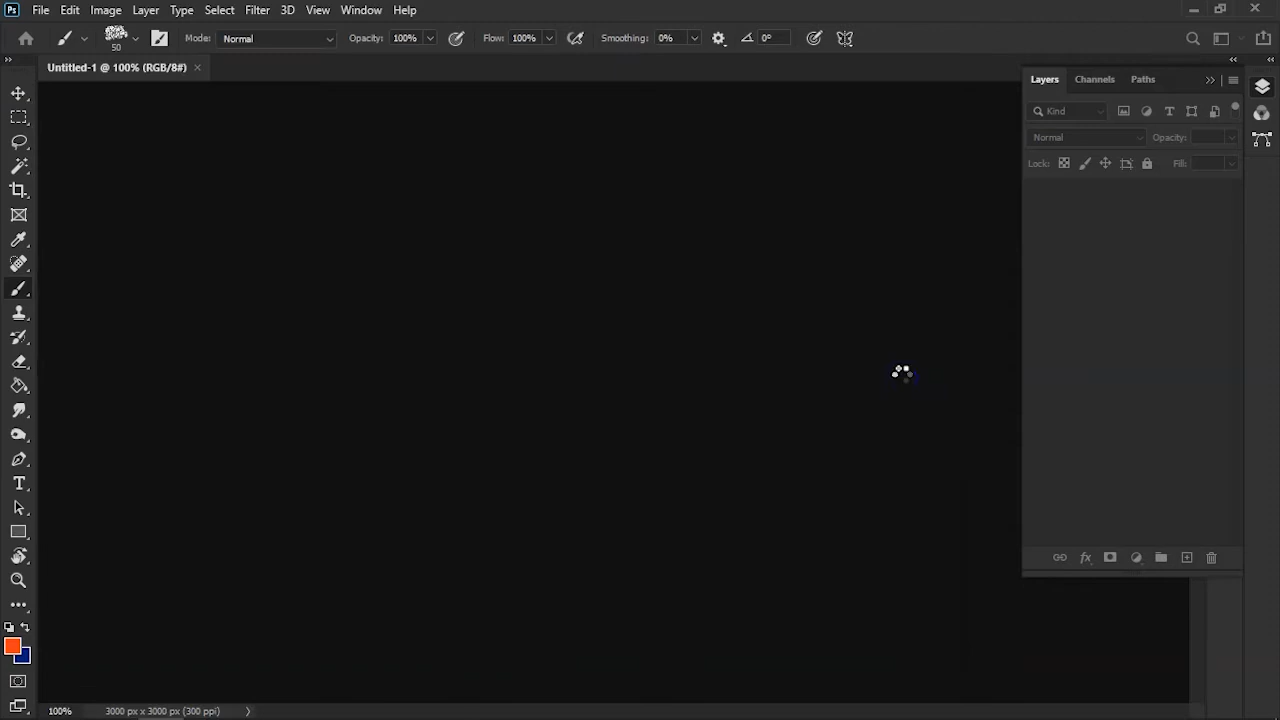 Ps File Edit Image Layer Type Select Filter 3D View Window Help
50 Mode: Normal Opacity: 100% Flow: 100% Smoothing: 0% 0°
Untitled-1 @ 100% (RGB/8#)
Layers Channels Paths
Kind
Normal Opacity:
Lock: Fill:
100% 3000 px x 3000 px (300 ppi)